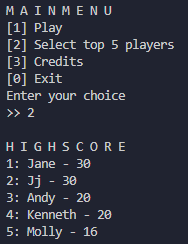 M A I N M E N U
[1] Play
[2] Select top 5 players
[3] Credits
[0] Exit
Enter your choice
>> 2
H I G H S C O R E
1: Jane - 30
2: Jj - 30
3: Andy - 20
4: Kenneth - 20
5: Molly - 16